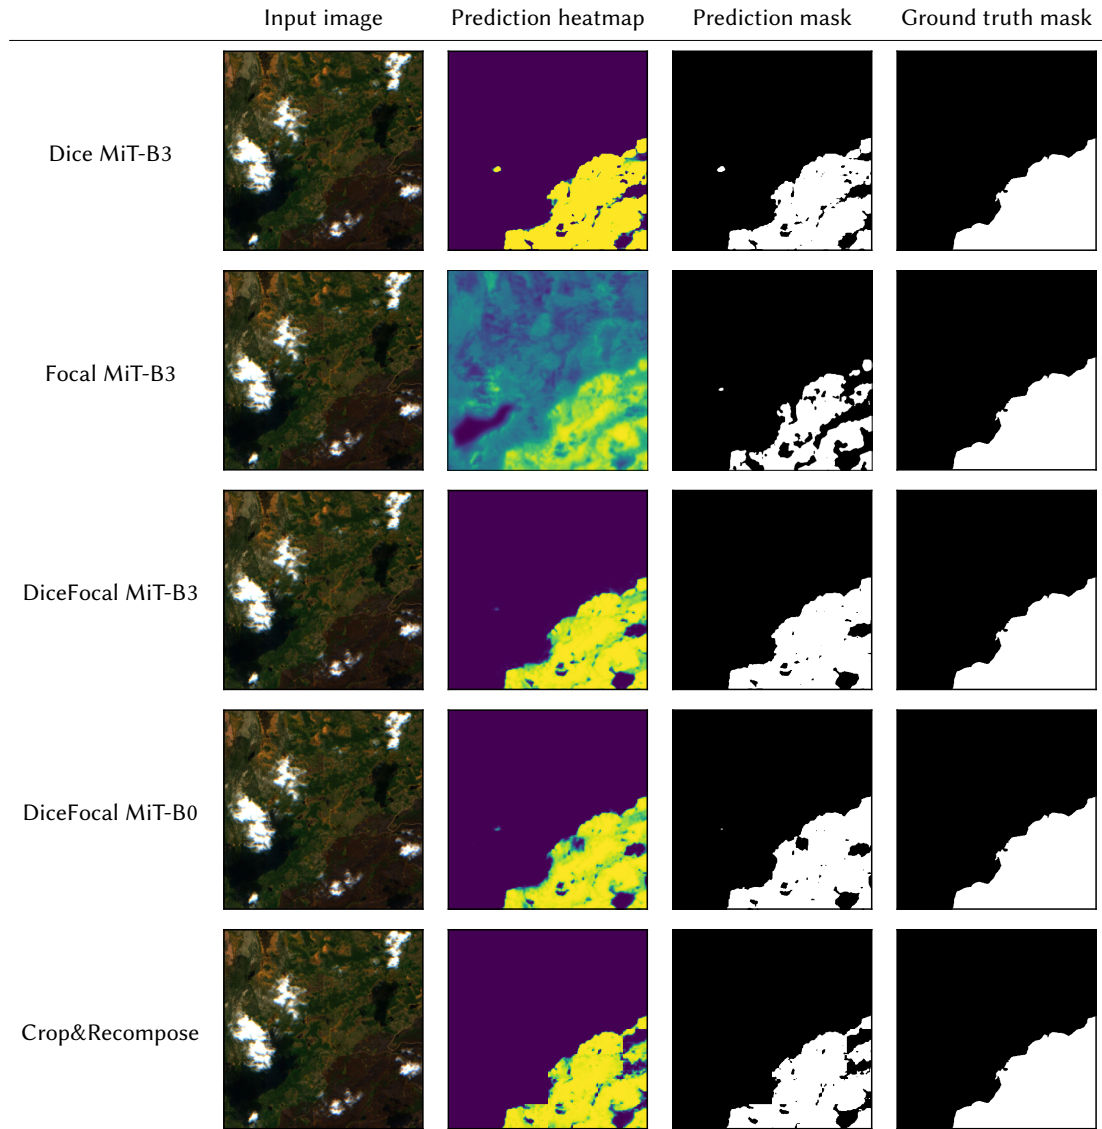 Input image Prediction heatmap Prediction mask Ground truth mask
Dice MiT-B3
Focal MiT-B3
DiceFocal MiT-B3
DiceFocal MiT-B0
Crop&Recompose